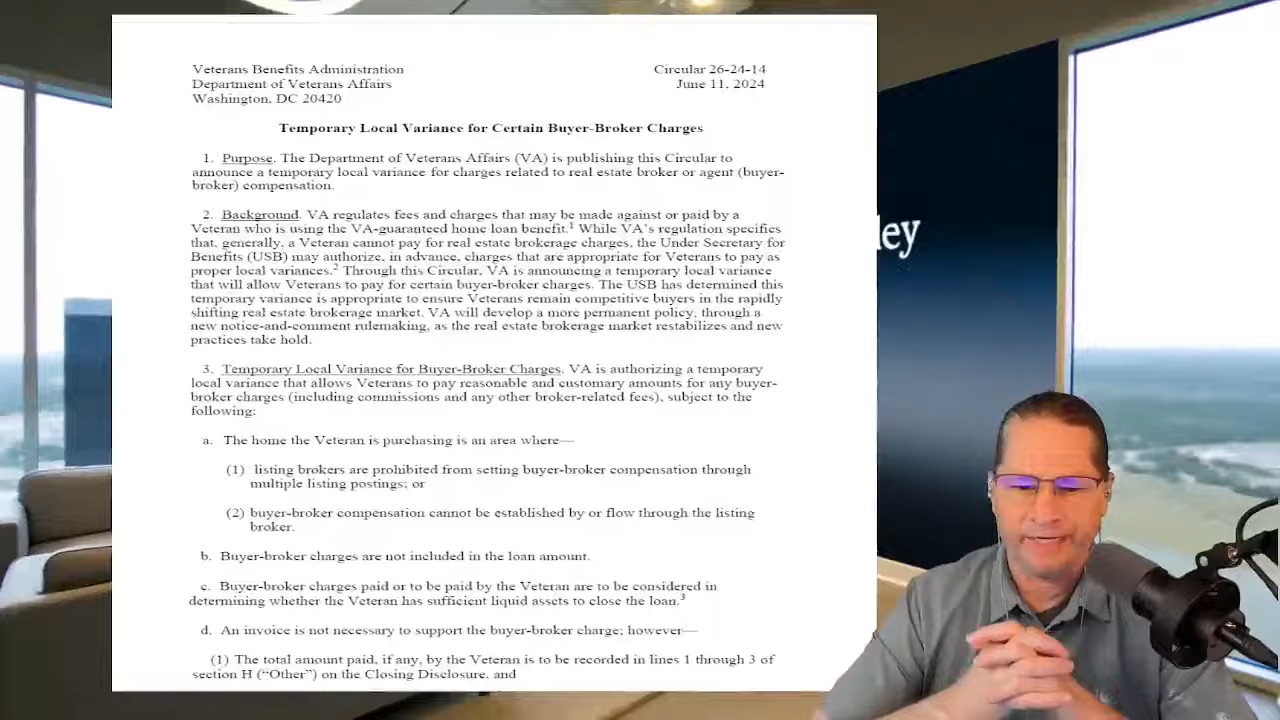 Veterans Benefits Administration
Department of Veterans Affairs
Washington, DC 20420
Circular 26-24-14
June 11, 2024
Temporary Local Variance for Certain Buyer-Broker Charges
1. Purpose. The Department of Veterans Affairs (VA) is publishing this Circular to
announce a temporary local variance for charges related to real estate broker or agent (buyer-
broker) compensation.
2. Background. VA regulates fees and charges that may be made against or paid by a
Veteran who is using the VA-guaranteed home loan benefit.1 While VA's regulation specifies
that, generally, a Veteran cannot pay for real estate brokerage charges, the Under Secretary for
Benefits (USB) may authorize, in advance, charges that are appropriate for Veterans to pay as
proper local variances.2 Through this Circular, VA is announcing a temporary local variance
that will allow Veterans to pay for certain buyer-broker charges. The USB has determined this
temporary variance is appropriate to ensure Veterans remain competitive buyers in the rapidly
shifting real estate brokerage market. VA will develop a more permanent policy, through a
new notice-and-comment rulemaking, as the real estate brokerage market restabilizes and new
practices take hold.
3. Temporary Local Variance for Buyer-Broker Charges. VA is authorizing a temporary
local variance that allows Veterans to pay reasonable and customary amounts for any buyer-
broker charges (including commissions and any other broker-related fees), subject to the
following:
a. The home the Veteran is purchasing is an area where—
(1) listing brokers are prohibited from setting buyer-broker compensation through
multiple listing postings; or
(2) buyer-broker compensation cannot be established by or flow through the listing
broker.
b. Buyer-broker charges are not included in the loan amount.
c. Buyer-broker charges paid or to be paid by the Veteran are to be considered in
determining whether the Veteran has sufficient liquid assets to close the loan.3
d. An invoice is not necessary to support the buyer-broker charge; however—
(1) The total amount paid, if any, by the Veteran is to be recorded in lines 1 through 3 of
section H (“Other”) on the Closing Disclosure, and
ley